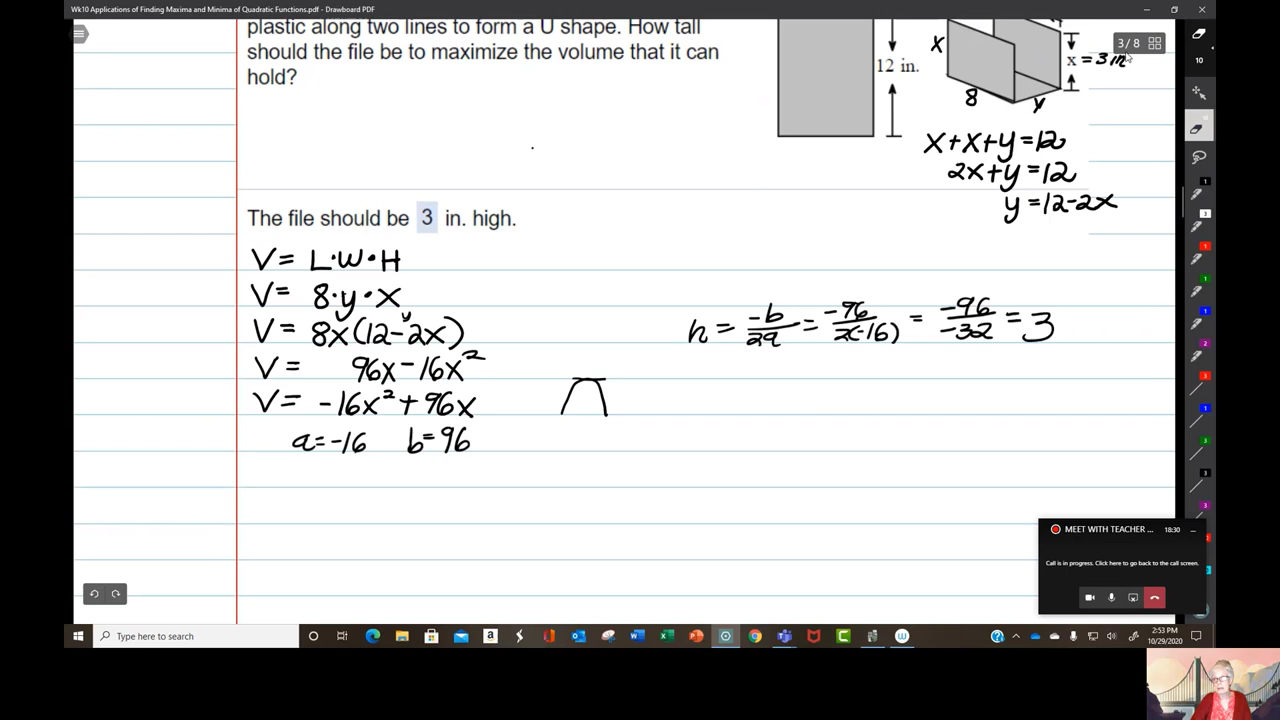 Wk10 Applications of Finding Maxima and Minima of Quadratic Functions.pdf - Drawboard PDF
plastic along two lines to form a U shape. How tall
should the file be to maximize the volume that it can
hold?
12 in.
x
8
y
x = 3 in
3 / 8
10
x+x+y=12
2x+y=12
y=12-2x
The file should be 3 in. high.
V= L·W·H
V= 8·y·x
V= 8x(12-2x)
V= 96x-16x²
V= -16x²+96x
a=-16 b=96
h = -b/2a = -96/2(-16) = -96/-32 = 3
MEET WITH TEACHER ... 18:30
Call is in progress. Click here to go back to the call screen.
Type here to search
2:53 PM
10/29/2020